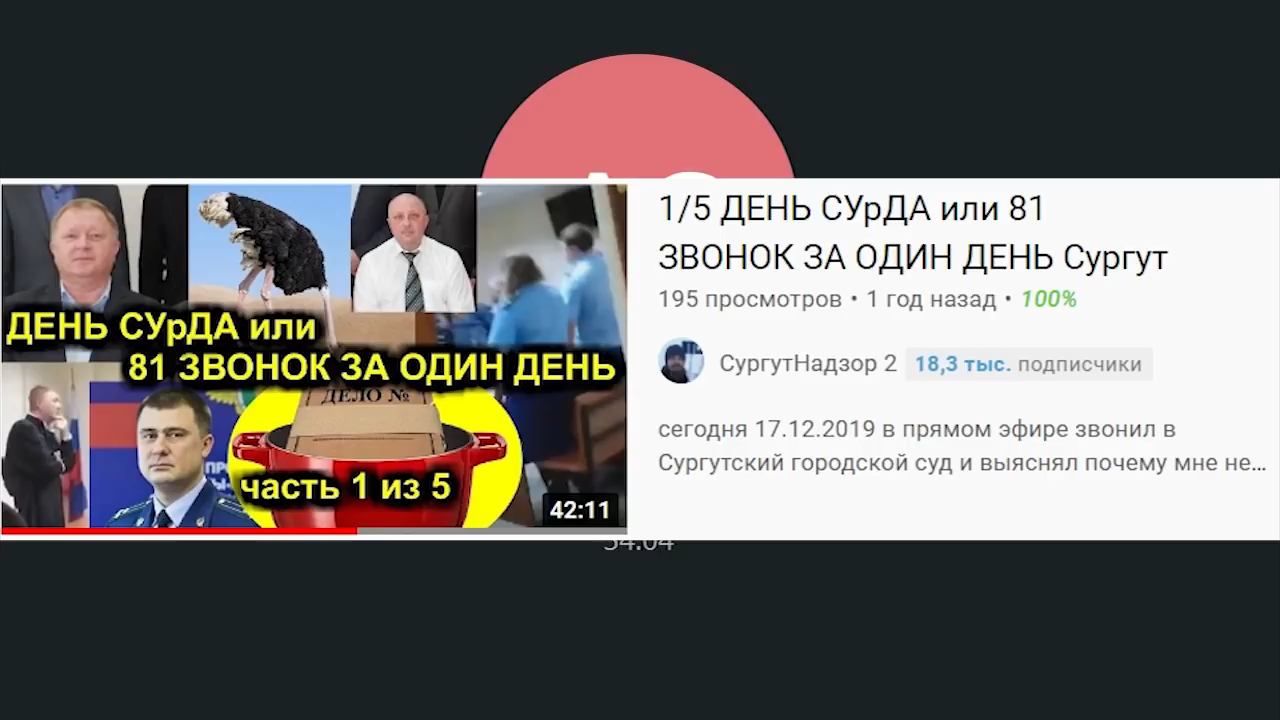 ДЕНЬ СУрДА или
81 ЗВОНОК ЗА ОДИН ДЕНЬ
ДЕЛО №
часть 1 из 5
42:11
1/5 ДЕНЬ СУрДА или 81
ЗВОНОК ЗА ОДИН ДЕНЬ Сургут
195 просмотров • 1 год назад • 100%
СургутНадзор 2 18,3 тыс. подписчики
сегодня 17.12.2019 в прямом эфире звонил в
Сургутский городской суд и выяснял почему мне не...